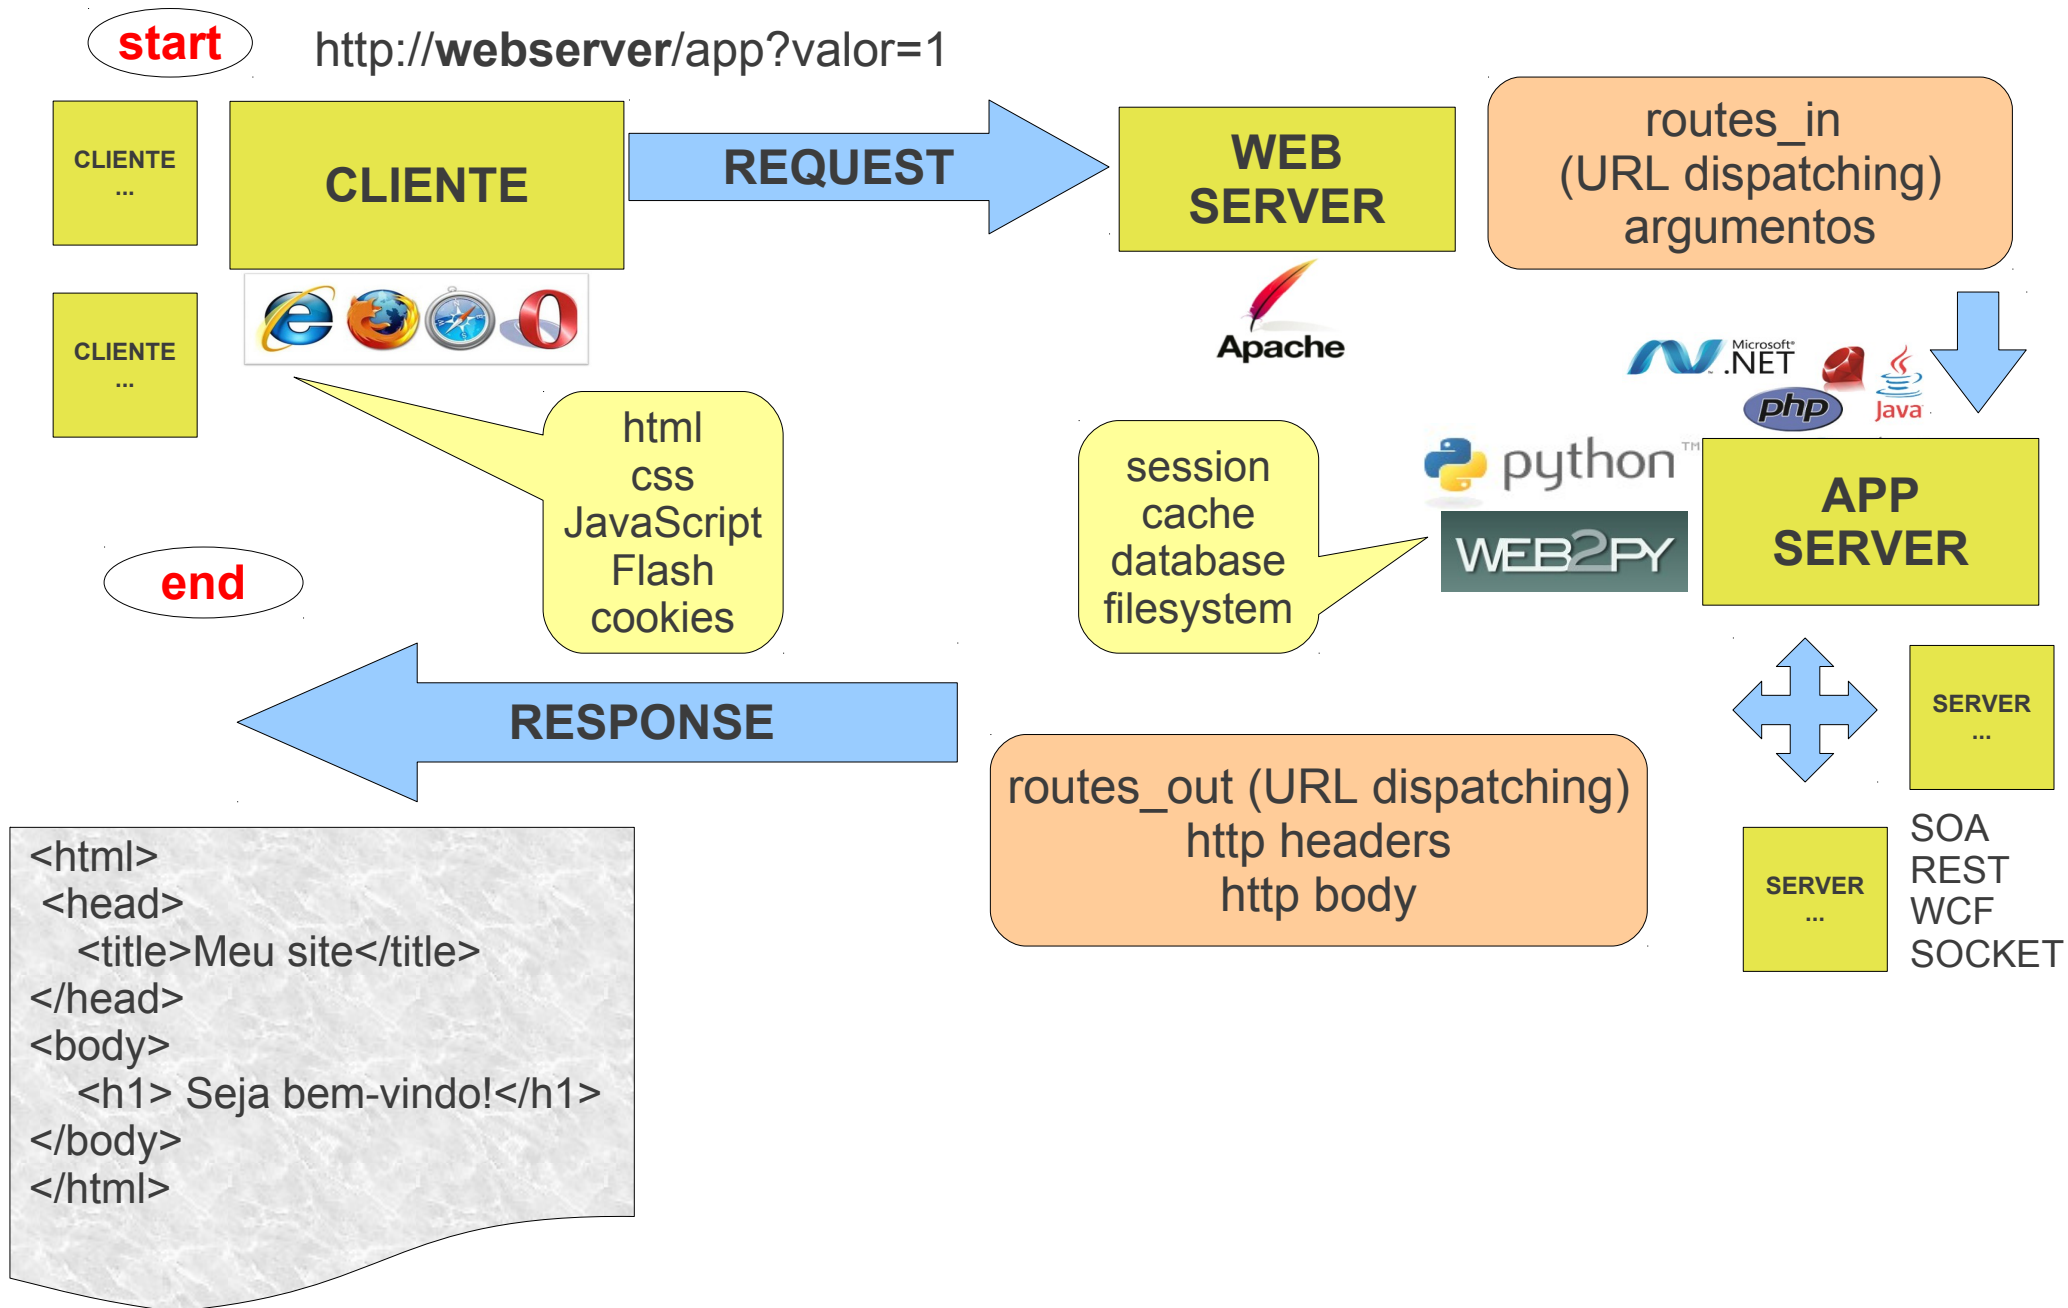 start
http://webserver/app?valor=1
CLIENTE
...
CLIENTE
REQUEST
WEB
SERVER
routes_in
(URL dispatching)
argumentos
CLIENTE
...
Apache
Microsoft®
.NET
php
Java
html
css
JavaScript
Flash
cookies
session
cache
database
filesystem
python™
WEB2PY
APP
SERVER
end
RESPONSE
routes_out (URL dispatching)
http headers
http body
SERVER
...
SERVER
...
SOA
REST
WCF
SOCKET
<html>
<head>
<title>Meu site</title>
</head>
<body>
<h1> Seja bem-vindo!</h1>
</body>
</html>